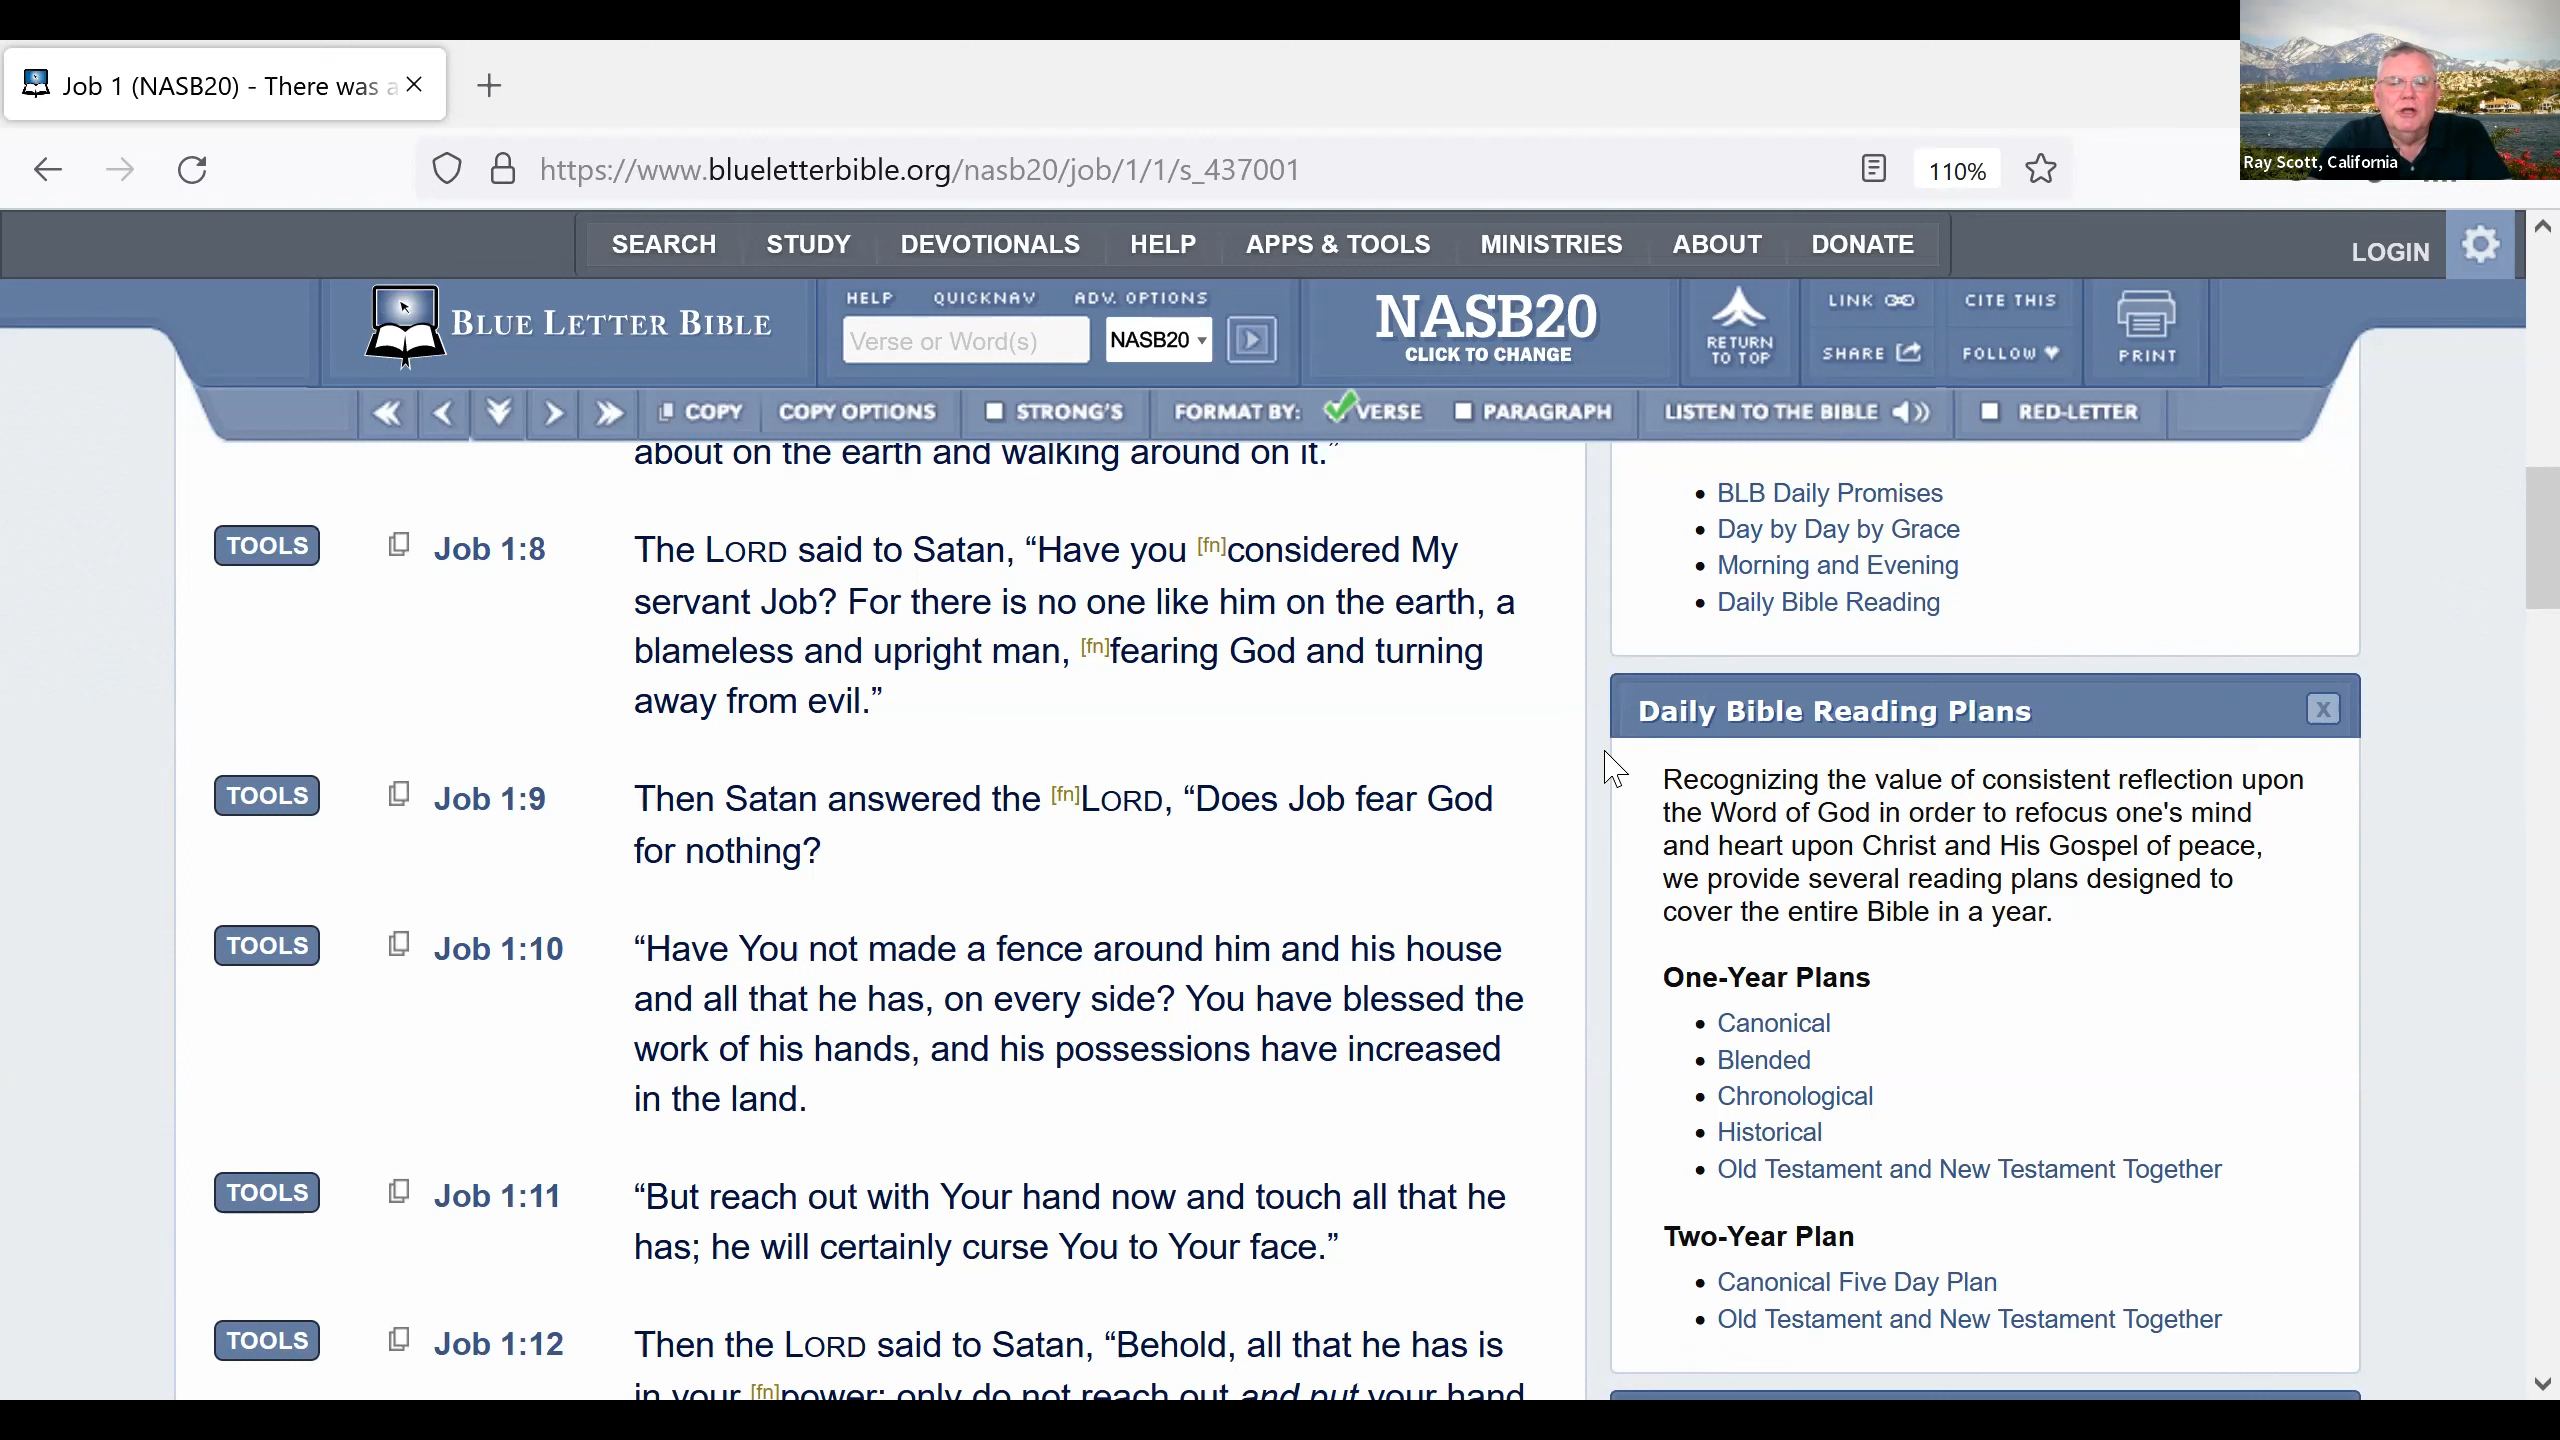 Job 1 (NASB20) - There was a
https://www.blueletterbible.org/nasb20/job/1/1/s_437001
110%
Ray Scott, California
SEARCH STUDY DEVOTIONALS HELP APPS & TOOLS MINISTRIES ABOUT DONATE
LOGIN
BLUE LETTER BIBLE
HELP QUICKNAV ADV. OPTIONS
Verse or Word(s) NASB20
NASB20
CLICK TO CHANGE
RETURN
TO TOP
LINK CITE THIS
SHARE FOLLOW
PRINT
COPY COPY OPTIONS STRONG'S FORMAT BY: VERSE PARAGRAPH LISTEN TO THE BIBLE RED-LETTER
about on the earth and walking around on it.”
TOOLS Job 1:8 The LORD said to Satan, “Have you [fn]considered My
servant Job? For there is no one like him on the earth, a
blameless and upright man, [fn]fearing God and turning
away from evil.”
TOOLS Job 1:9 Then Satan answered the [fn]LORD, “Does Job fear God
for nothing?
TOOLS Job 1:10 “Have You not made a fence around him and his house
and all that he has, on every side? You have blessed the
work of his hands, and his possessions have increased
in the land.
TOOLS Job 1:11 “But reach out with Your hand now and touch all that he
has; he will certainly curse You to Your face.”
TOOLS Job 1:12 Then the LORD said to Satan, “Behold, all that he has is
in your [fn]power; only do not reach out and put your hand
BLB Daily Promises
Day by Day by Grace
Morning and Evening
Daily Bible Reading
Daily Bible Reading Plans X
Recognizing the value of consistent reflection upon
the Word of God in order to refocus one's mind
and heart upon Christ and His Gospel of peace,
we provide several reading plans designed to
cover the entire Bible in a year.
One-Year Plans
Canonical
Blended
Chronological
Historical
Old Testament and New Testament Together
Two-Year Plan
Canonical Five Day Plan
Old Testament and New Testament Together